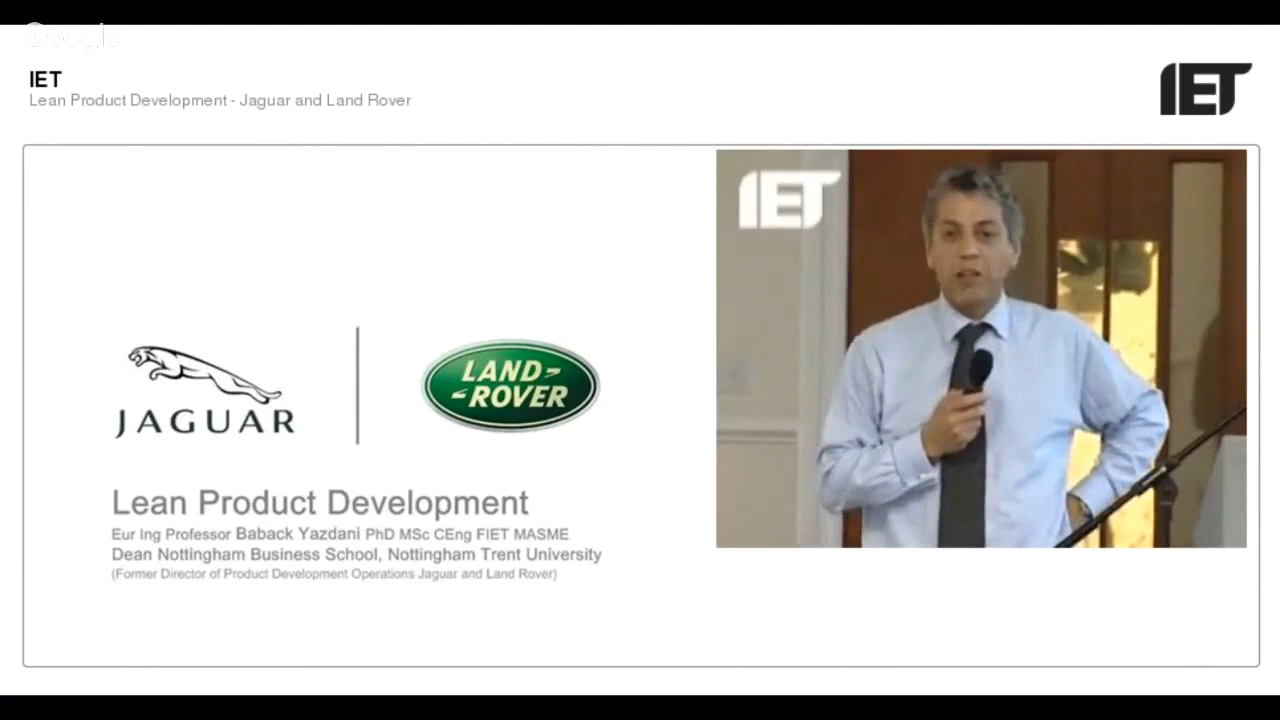 Google
IET
Lean Product Development - Jaguar and Land Rover
IET
IET
JAGUAR
LAND-
-ROVER
Lean Product Development
Eur Ing Professor Baback Yazdani PhD MSc CEng FIET MASME
Dean Nottingham Business School, Nottingham Trent University
(Former Director of Product Development Operations Jaguar and Land Rover)